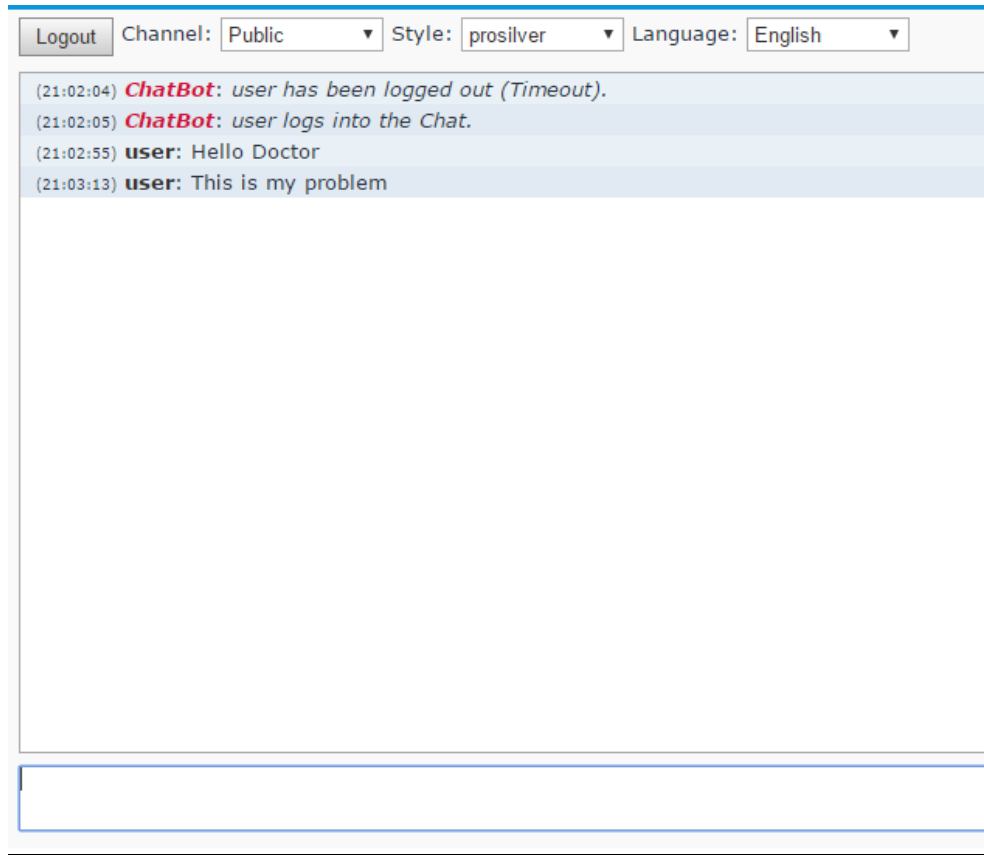 Logout Channel: Public Style: prosilver Language: English
(21:02:04) ChatBot: user has been logged out (Timeout).
(21:02:05) ChatBot: user logs into the Chat.
(21:02:55) user: Hello Doctor
(21:03:13) user: This is my problem